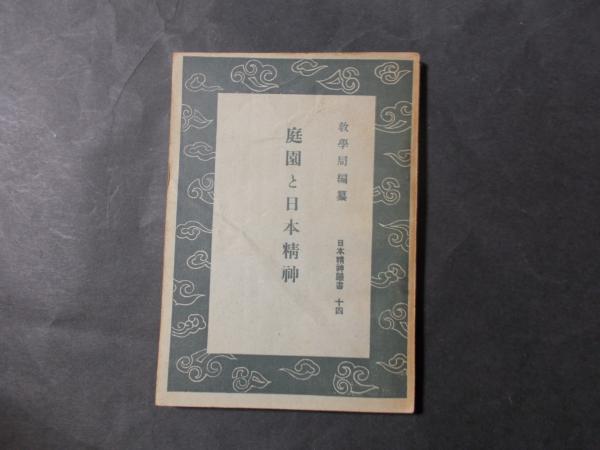 教學局編纂
日本精神叢書 十四
庭園と日本精神